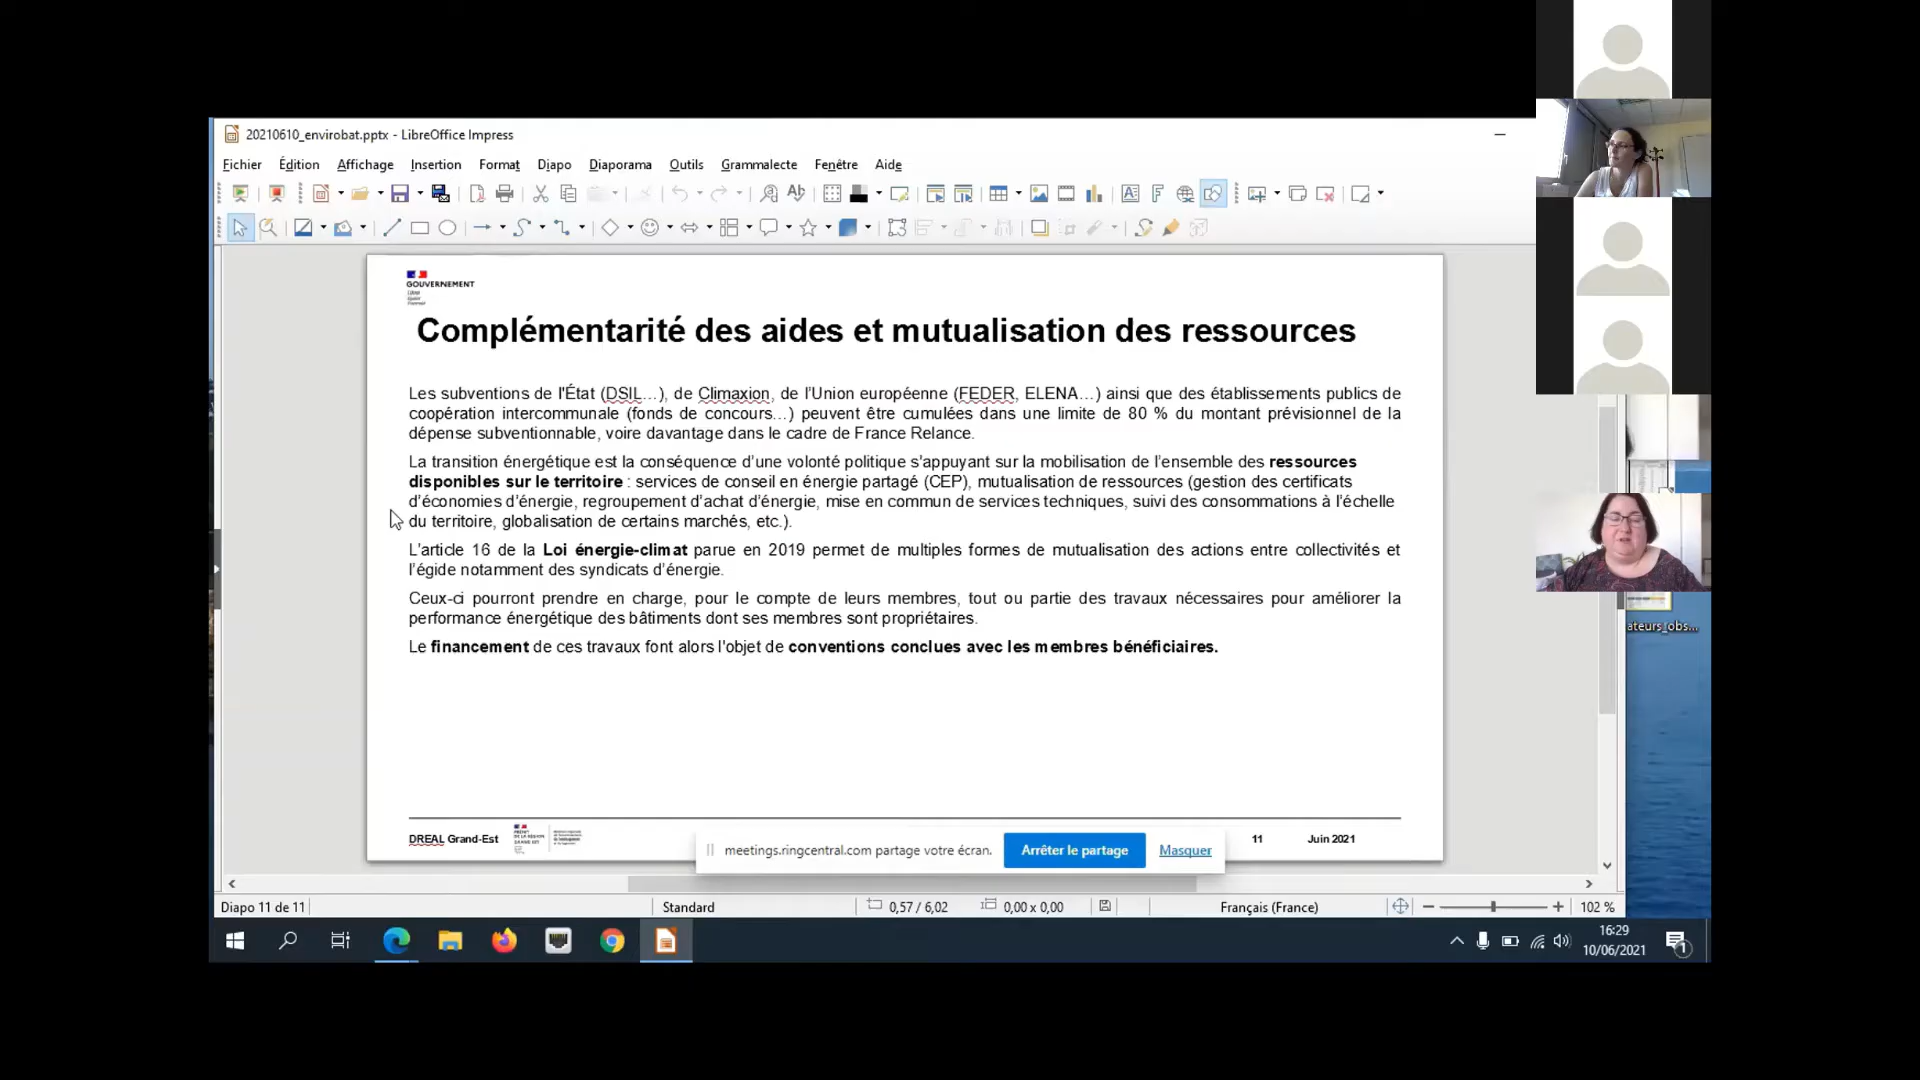 20210610_envirobat.pptx - LibreOffice Impress
Fichier Édition Affichage Insertion Format Diapo Diaporama Outils Grammalecte Fenêtre Aide
GOUVERNEMENT
Complémentarité des aides et mutualisation des ressources
Les subventions de l'État (DSIL…), de Climaxion, de l’Union européenne (FEDER, ELENA…) ainsi que des établissements publics de
coopération intercommunale (fonds de concours…) peuvent être cumulées dans une limite de 80 % du montant prévisionnel de la
dépense subventionnable, voire davantage dans le cadre de France Relance.
La transition énergétique est la conséquence d’une volonté politique s’appuyant sur la mobilisation de l’ensemble des ressources
disponibles sur le territoire : services de conseil en énergie partagé (CEP), mutualisation de ressources (gestion des certificats
d’économies d’énergie, regroupement d’achat d’énergie, mise en commun de services techniques, suivi des consommations à l’échelle
du territoire, globalisation de certains marchés, etc.).
L’article 16 de la Loi énergie-climat parue en 2019 permet de multiples formes de mutualisation des actions entre collectivités et
l’égide notamment des syndicats d’énergie.
Ceux-ci pourront prendre en charge, pour le compte de leurs membres, tout ou partie des travaux nécessaires pour améliorer la
performance énergétique des bâtiments dont ses membres sont propriétaires.
Le financement de ces travaux font alors l'objet de conventions conclues avec les membres bénéficiaires.
ateurs_obs...
DREAL Grand-Est
11 Juin 2021
meetings.ringcentral.com partage votre écran. Arrêter le partage Masquer
Diapo 11 de 11 Standard 0,57 / 6,02 0,00 x 0,00 Français (France) 102 %
16:29
10/06/2021
1